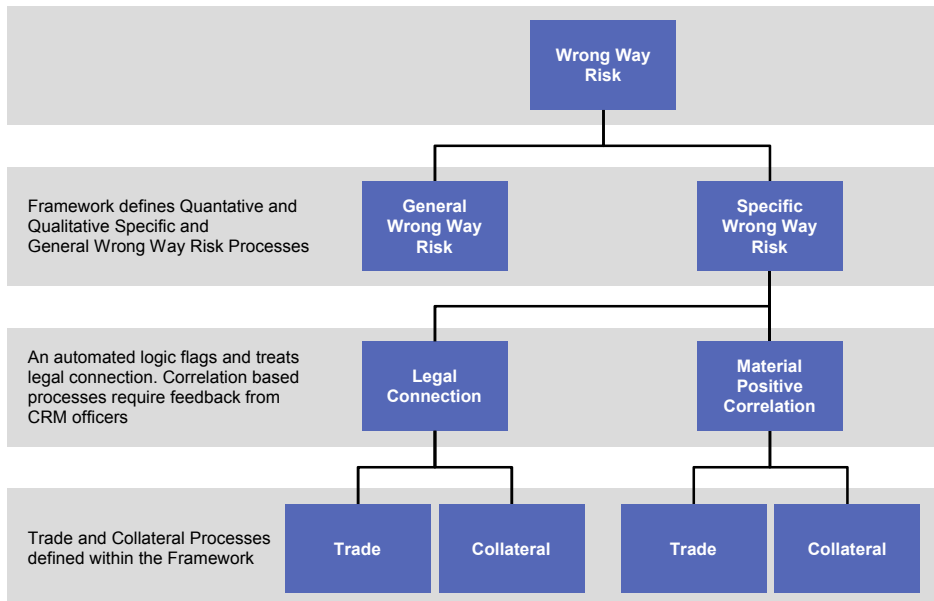 Wrong Way
Risk
Framework defines Quantative and
Qualitative Specific and
General Wrong Way Risk Processes
General
Wrong Way
Risk
Specific
Wrong Way
Risk
An automated logic flags and treats
legal connection. Correlation based
processes require feedback from
CRM officers
Legal
Connection
Material
Positive
Correlation
Trade and Collateral Processes
defined within the Framework
Trade
Collateral
Trade
Collateral